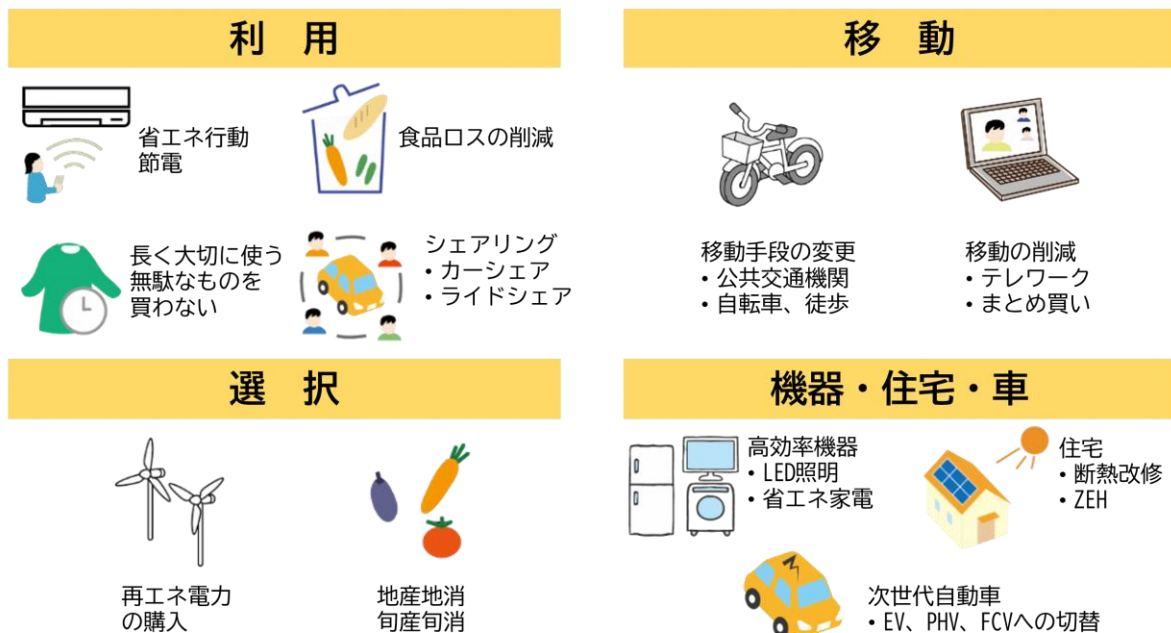 利　用
省エネ行動
節電
食品ロスの削減
長く大切に使う
無駄なものを
買わない
シェアリング
・カーシェア
・ライドシェア
移　動
移動手段の変更
・公共交通機関
・自転車、徒歩
移動の削減
・テレワーク
・まとめ買い
選　択
再エネ電力
の購入
地産地消
旬産旬消
機器・住宅・車
高効率機器
・LED照明
・省エネ家電
住宅
・断熱改修
・ZEH
次世代自動車
・EV、PHV、FCVへの切替